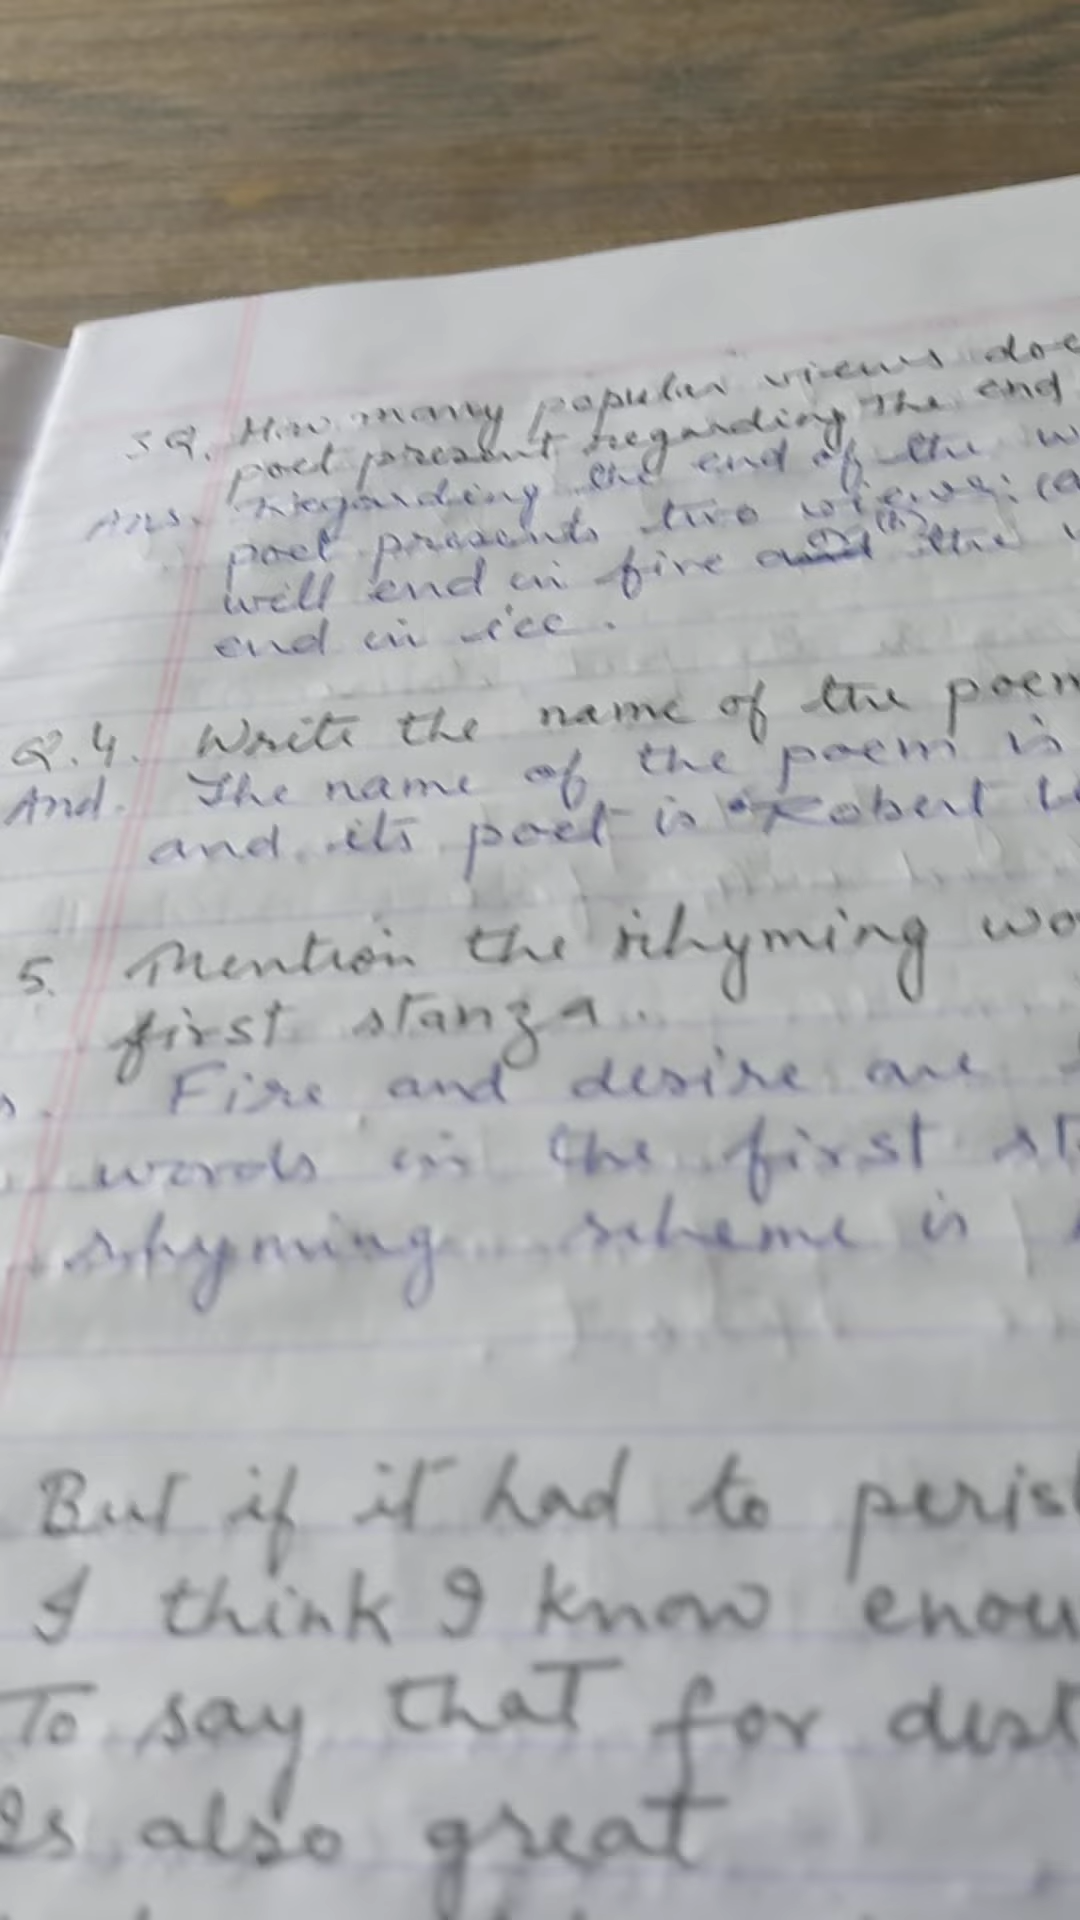 3Q. How many popular views doe
poet present regarding the end
Ans. Regarding the end of the w
poet presents two views: (a
will end in fire and (b) the w
end in ice.
Q.4. Write the name of the poem
And. The name of the poem is
and its poet is Robert
5. Mention the rhyming wo
first stanza.
s. Fire and desire are
words in the first st
rhyming scheme is
But if it had to peris
I think I know enou
To say that for dest
Is also great